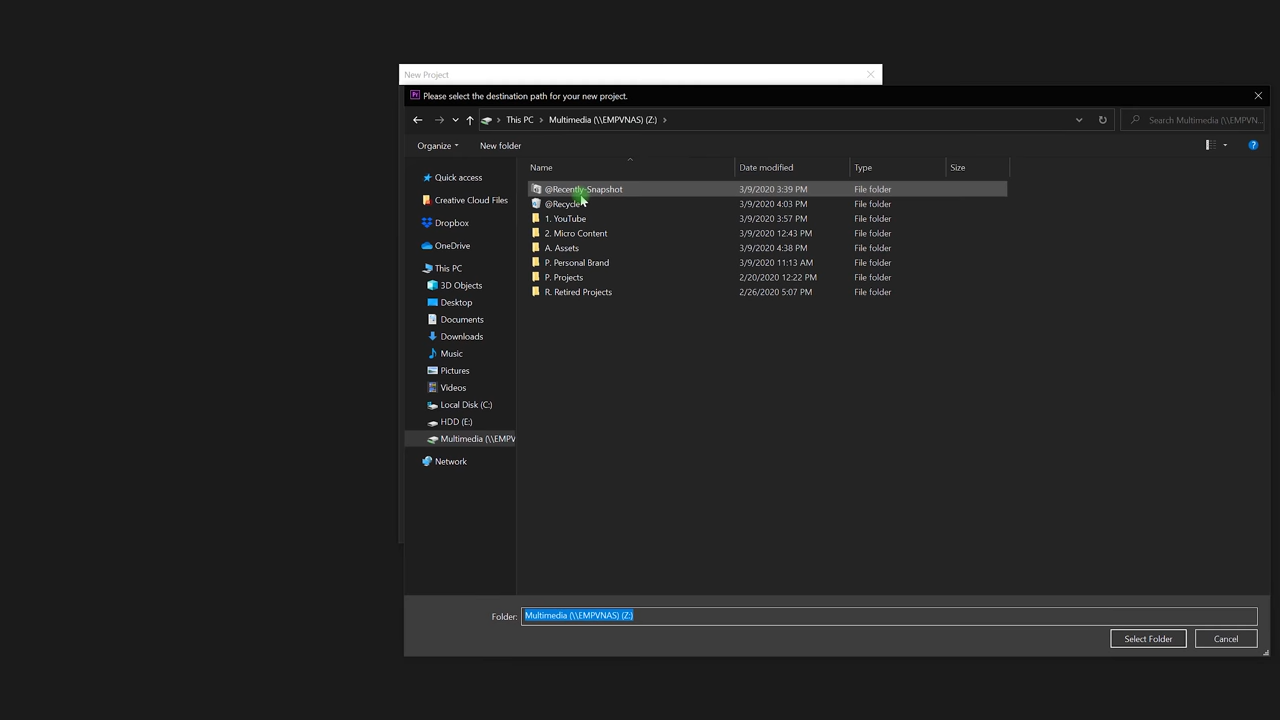 New Project
Pr Please select the destination path for your new project.
This PC Multimedia (\\EMPVNAS) (Z:) Search Multimedia (\\EMPVN...
Organize New folder ?
Name Date modified Type Size
Quick access
Creative Cloud Files
Dropbox
OneDrive
This PC
3D Objects
Desktop
Documents
Downloads
Music
Pictures
Videos
Local Disk (C:)
HDD (E:)
Multimedia (\\EMPV
Network
@Recently-Snapshot 3/9/2020 3:39 PM File folder
@Recycle 3/9/2020 4:03 PM File folder
1. YouTube 3/9/2020 3:57 PM File folder
2. Micro Content 3/9/2020 12:43 PM File folder
A. Assets 3/9/2020 4:38 PM File folder
P. Personal Brand 3/9/2020 11:13 AM File folder
P. Projects 2/20/2020 12:22 PM File folder
R. Retired Projects 2/26/2020 5:07 PM File folder
Folder: Multimedia (\\EMPVNAS) (Z:)
Select Folder Cancel